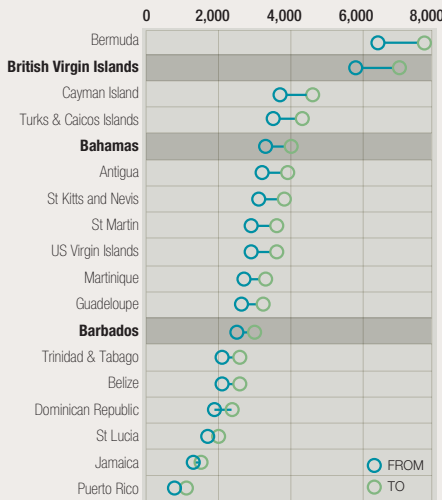 0 2,000 4,000 6,000 8,000
Bermuda
British Virgin Islands
Cayman Island
Turks & Caicos Islands
Bahamas
Antigua
St Kitts and Nevis
St Martin
US Virgin Islands
Martinique
Guadeloupe
Barbados
Trinidad & Tabago
Belize
Dominican Republic
St Lucia
Jamaica
Puerto Rico
FROM
TO